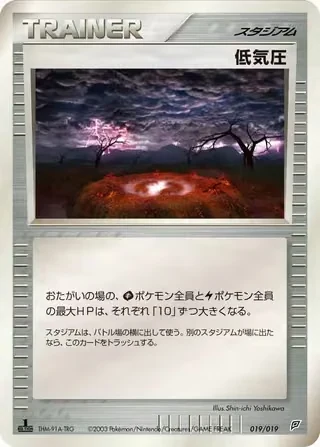 TRAINER
スタジアム
低気圧
おたがいの場の、ポケモン全員とポケモン全員
の最大HPは、それぞれ「10」ずつ大きくなる。
スタジアムは、バトル場の横に出して使う。別のスタジアムが場に出た
なら、このカードをトラッシュする。
Illus.Shin-ichi Yoshikawa
1
THM-91A-TRG
©2003 Pokémon/Nintendo/Creatures/GAME FREAK
019/019